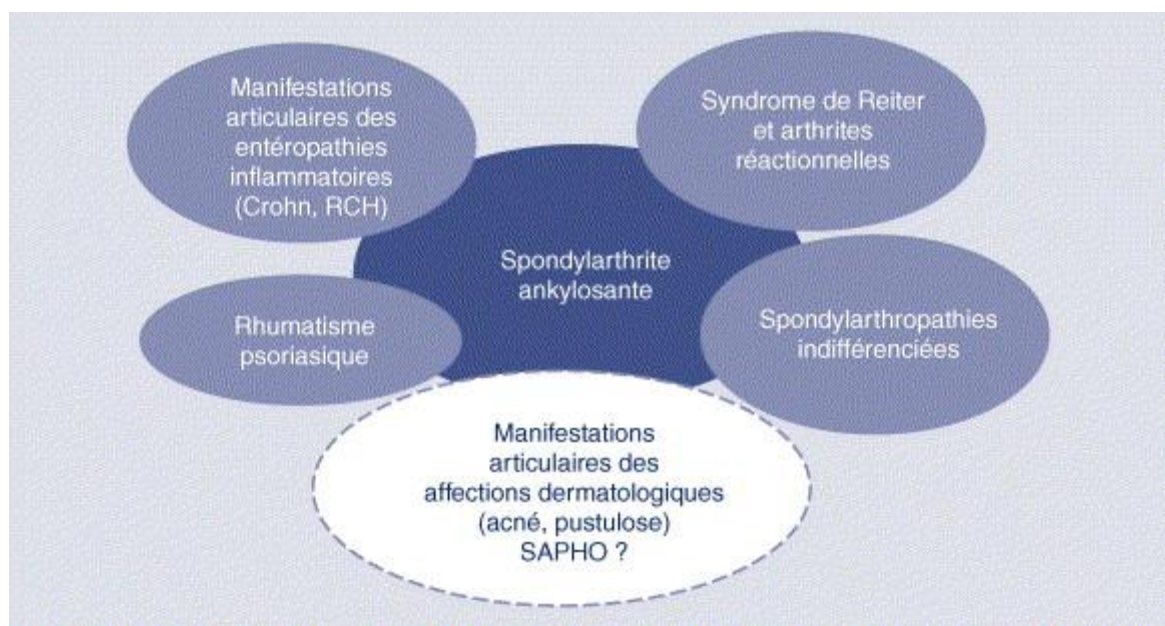 Manifestations
articulaires des
entéropathies
inflammatoires
(Crohn, RCH)
Syndrome de Reiter
et arthrites
réactionnelles
Spondylarthrite
ankylosante
Rhumatisme
psoriasique
Spondylarthropathies
indifférenciées
Manifestations
articulaires des
affections dermatologiques
(acné, pustulose)
SAPHO ?